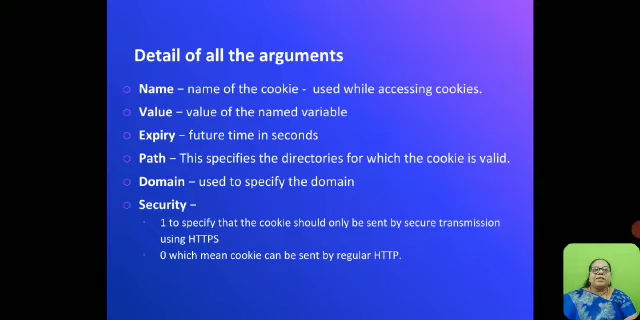 Detail of all the arguments
Name – name of the cookie - used while accessing cookies.
Value – value of the named variable
Expiry – future time in seconds
Path – This specifies the directories for which the cookie is valid.
Domain – used to specify the domain
Security –
1 to specify that the cookie should only be sent by secure transmission
using HTTPS
0 which mean cookie can be sent by regular HTTP.